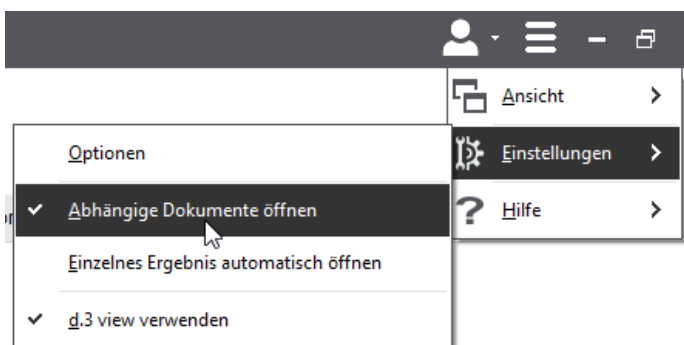 Ansicht
Optionen
Einstellungen
Abhängige Dokumente öffnen
Hilfe
Einzelnes Ergebnis automatisch öffnen
d.3 view verwenden